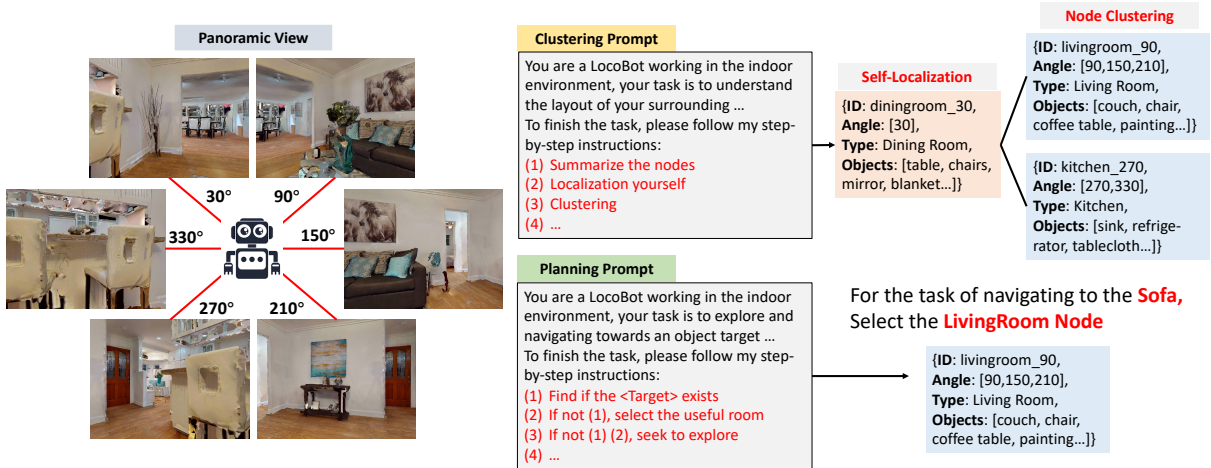 Panoramic View
30°
90°
330°
150°
270°
210°
Clustering Prompt
You are a LocoBot working in the indoor
environment, your task is to understand
the layout of your surrounding ...
To finish the task, please follow my step-
by-step instructions:
(1) Summarize the nodes
(2) Localization yourself
(3) Clustering
(4) ...
Self-Localization
{ID: diningroom_30,
Angle: [30],
Type: Dining Room,
Objects: [table, chairs,
mirror, blanket...]}
Node Clustering
{ID: livingroom_90,
Angle: [90,150,210],
Type: Living Room,
Objects: [couch, chair,
coffee table, painting...]}
{ID: kitchen_270,
Angle: [270,330],
Type: Kitchen,
Objects: [sink, refrige-
rator, tablecloth...]}
Planning Prompt
You are a LocoBot working in the indoor
environment, your task is to explore and
navigating towards an object target ...
To finish the task, please follow my step-
by-step instructions:
(1) Find if the <Target> exists
(2) If not (1), select the useful room
(3) If not (1) (2), seek to explore
(4) ...
For the task of navigating to the Sofa,
Select the LivingRoom Node
{ID: livingroom_90,
Angle: [90,150,210],
Type: Living Room,
Objects: [couch, chair,
coffee table, painting...]}